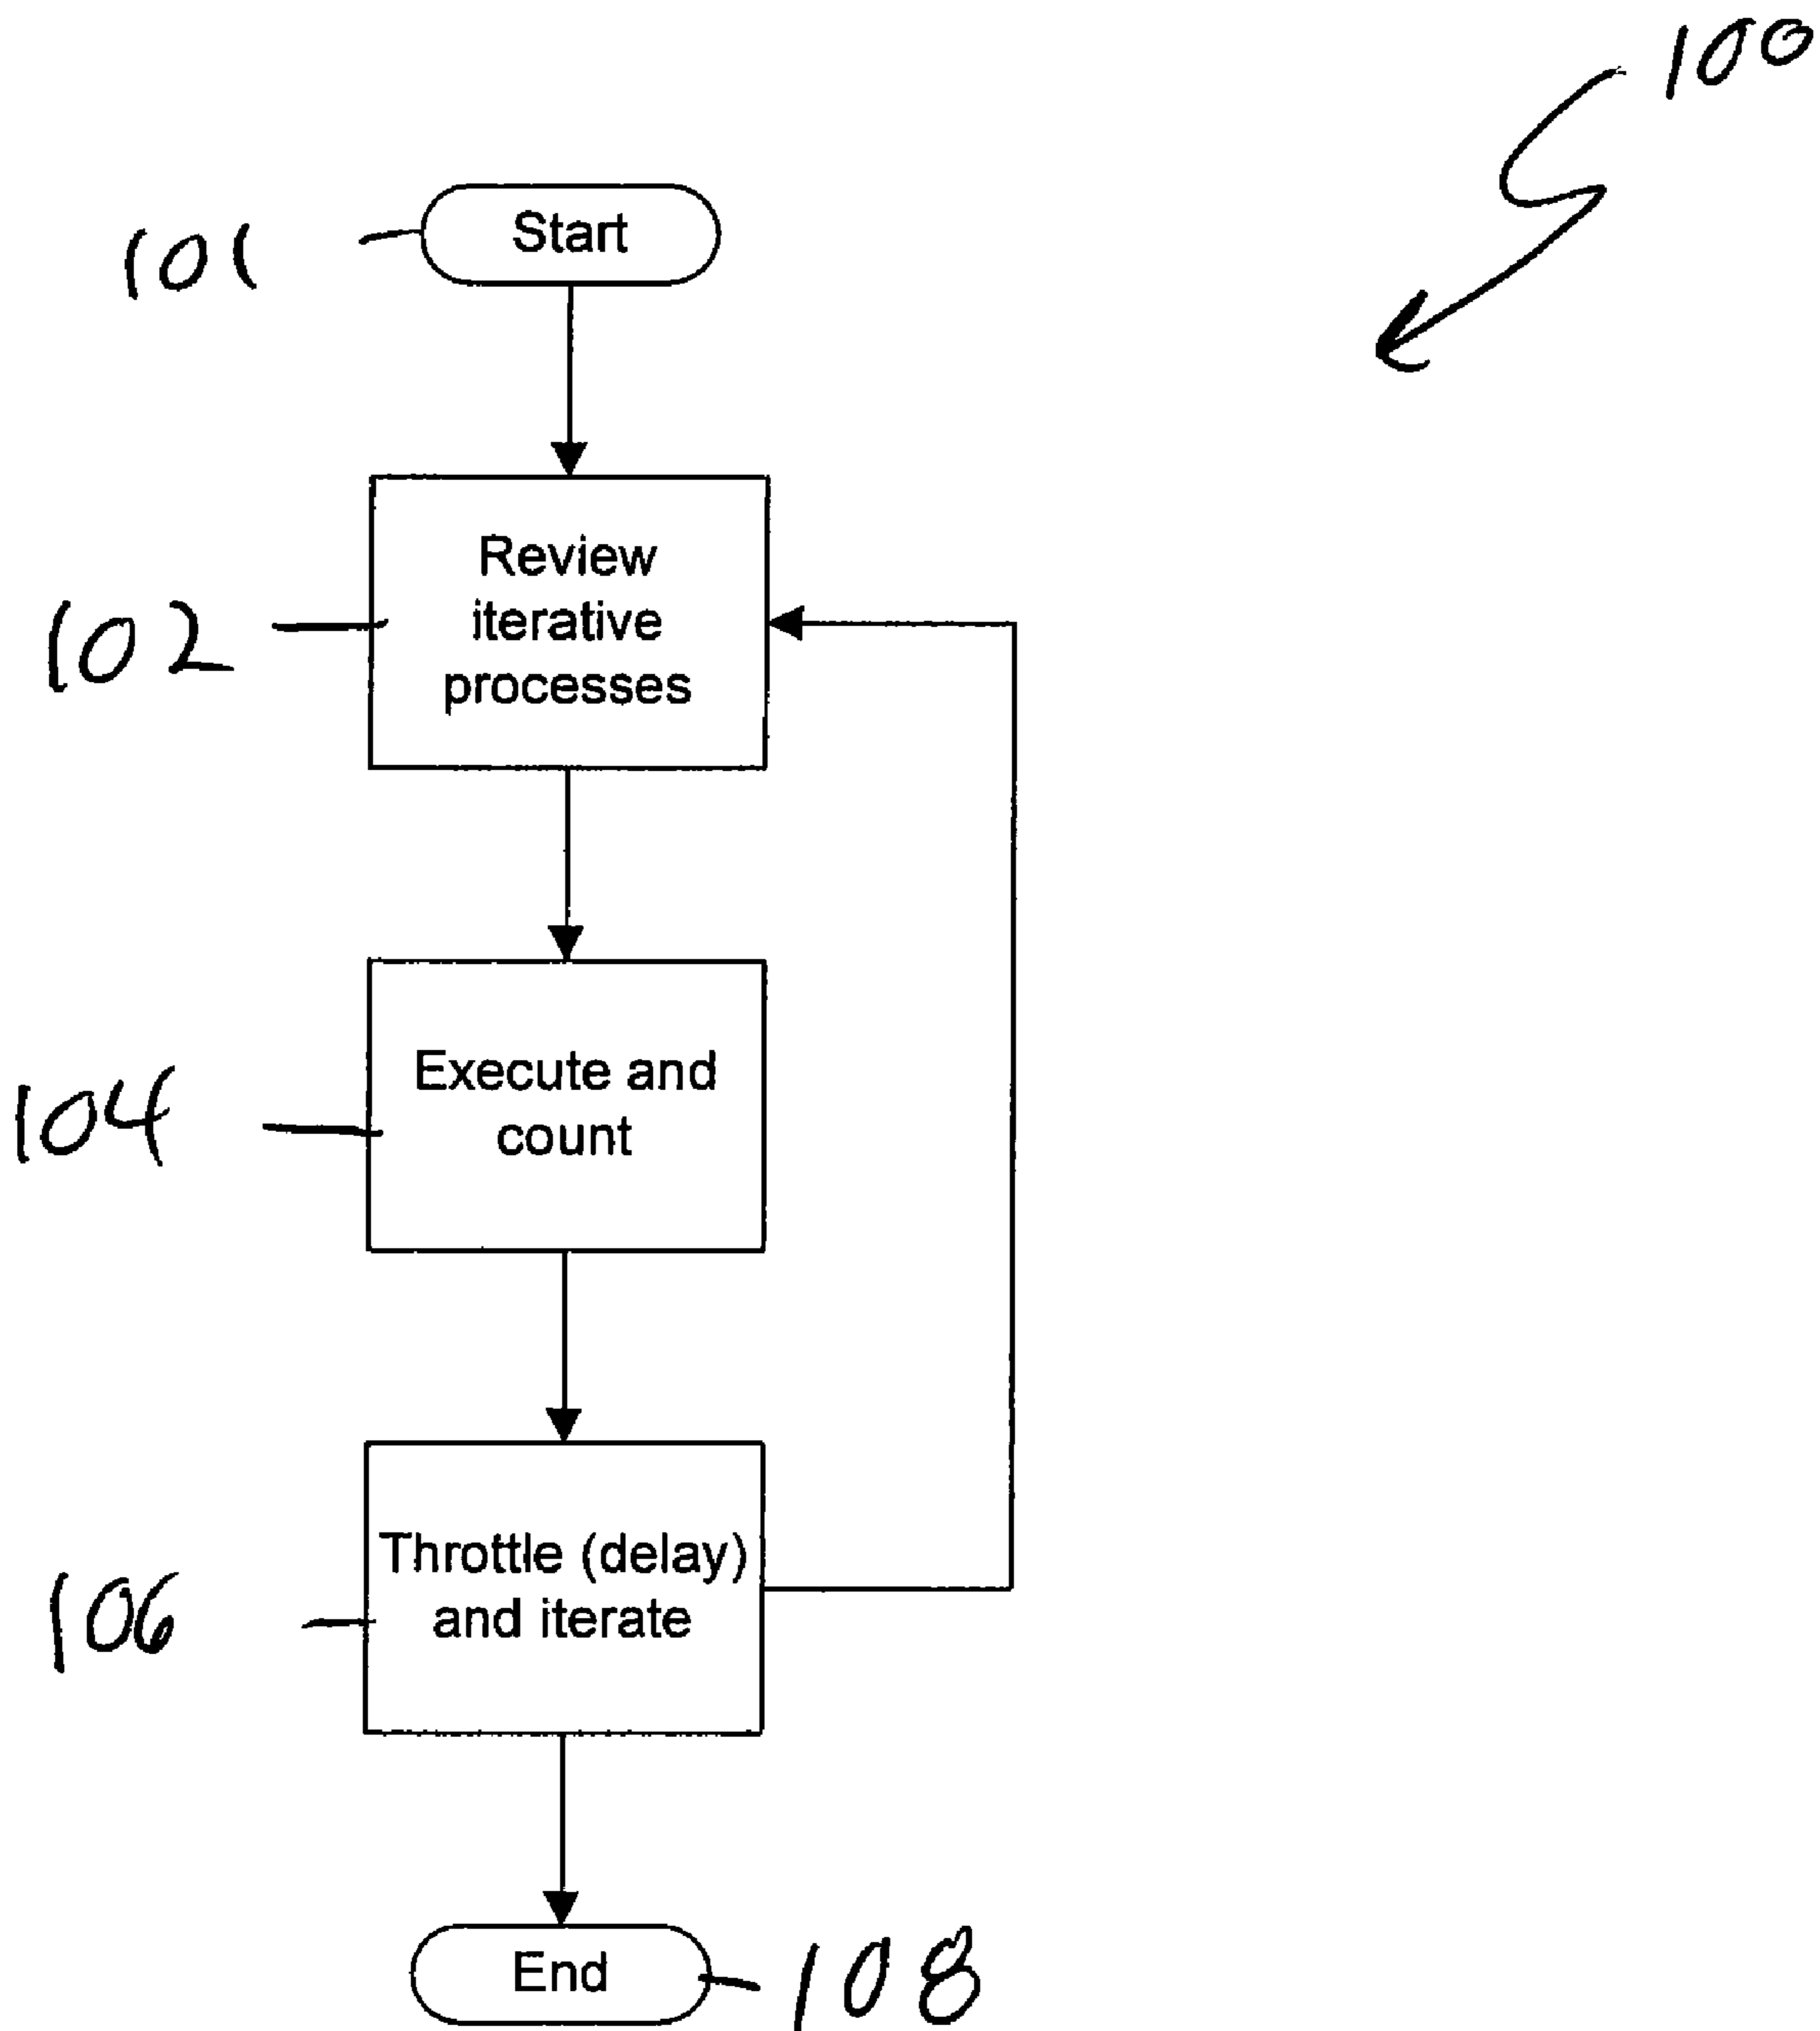 100
101
Start
Review
iterative
processes
102
Execute and
count
104
Throttle (delay)
and iterate
106
End
108